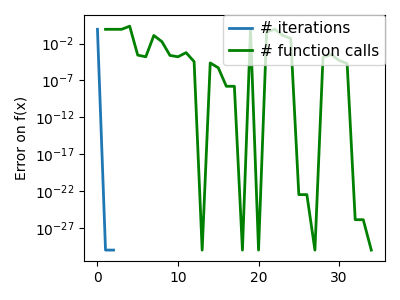 # iterations
# function calls
Error on f(x)
10⁻²
10⁻⁷
10⁻¹²
10⁻¹⁷
10⁻²²
10⁻²⁷
0 10 20 30